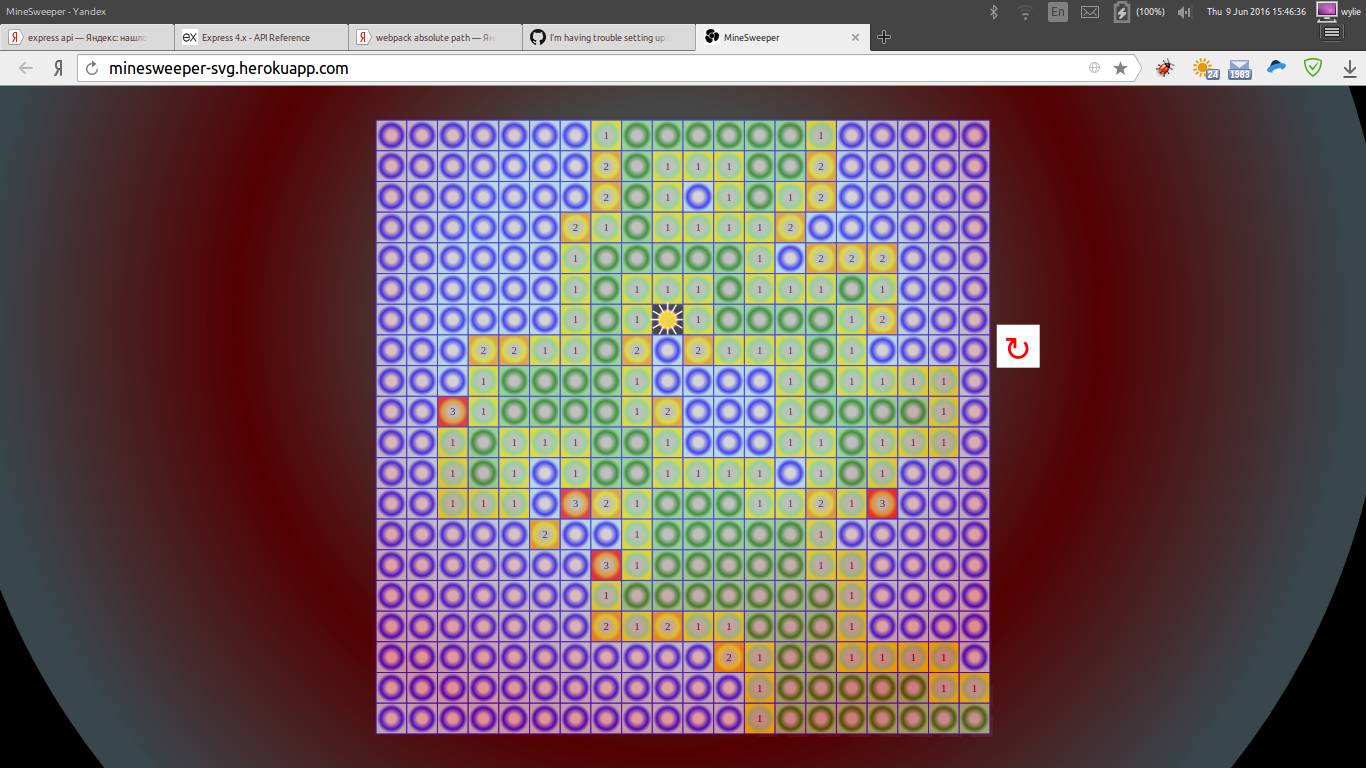 MineSweeper - Yandex
En
(100%)
Thu 9 Jun 2016 15:46:36
wylie
Я express api — Яндекс: нашло
EX Express 4.x - API Reference
Я webpack absolute path — Ян
I'm having trouble setting up
MineSweeper
Я
minesweeper-svg.herokuapp.com
24
1983
1 1
2 1 1 1 2
2 1 1 1 2
2 1 1 1 1 1 2
1 1 2 2 2
1 1 1 1 1 1 1 1
1 1 1 1 2
2 2 1 1 2 2 1 1 1 1
1 1 1 1 1 1 1
3 1 1 2 1 1
1 1 1 1 1 1 1 1 1 1
1 1 1 1 1 1 1 1
1 1 1 3 2 1 1 1 2 1 3
2 1 1
3 1 1 1
1 1
2 1 2 1 1 1
2 1 1 1 1 1
1 1 1
1